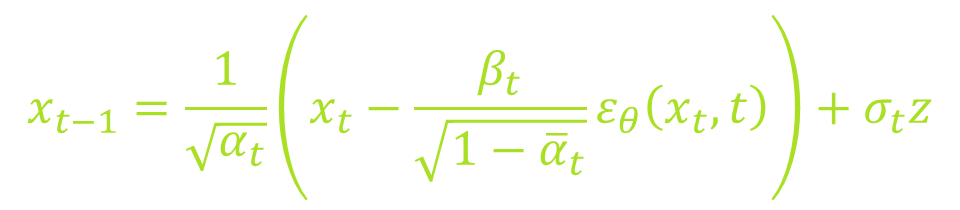 x_{t-1} = \frac{1}{\sqrt{\alpha_t}} \left( x_t - \frac{\beta_t}{\sqrt{1 - \bar{\alpha}_t}} \varepsilon_\theta(x_t, t) \right) + \sigma_t z